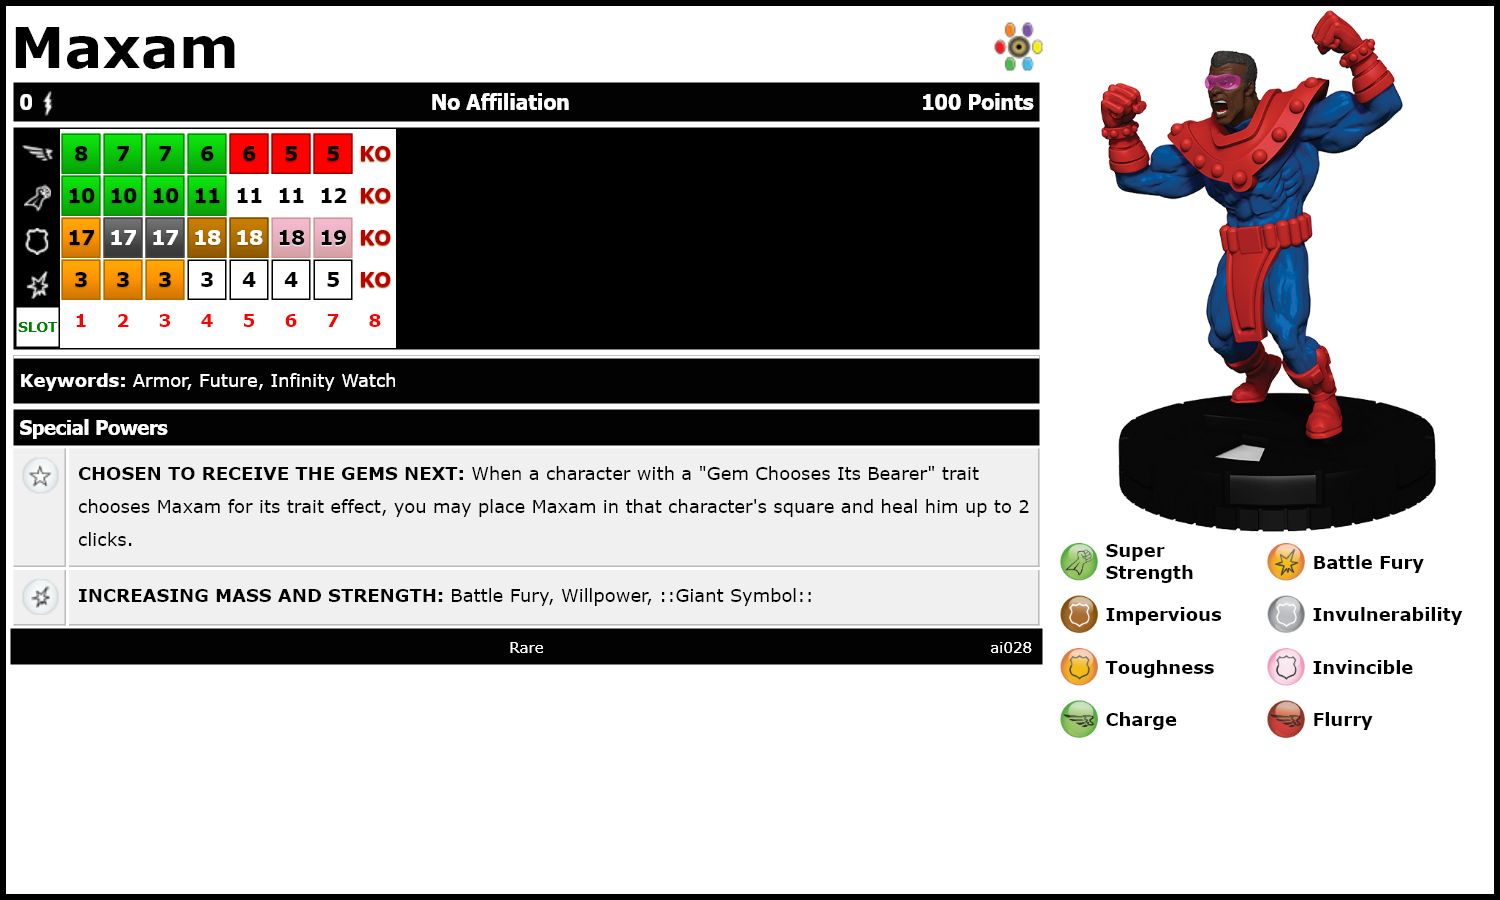 Maxam
0 No Affiliation 100 Points
8 7 7 6 6 5 5 KO
10 10 10 11 11 11 12 KO
17 17 17 18 18 18 19 KO
3 3 3 3 4 4 5 KO
SLOT 1 2 3 4 5 6 7 8
Keywords: Armor, Future, Infinity Watch
Special Powers
CHOSEN TO RECEIVE THE GEMS NEXT: When a character with a "Gem Chooses Its Bearer" trait
chooses Maxam for its trait effect, you may place Maxam in that character's square and heal him up to 2
clicks.
INCREASING MASS AND STRENGTH: Battle Fury, Willpower, ::Giant Symbol::
Rare ai028
Super
Strength
Battle Fury
Impervious
Invulnerability
Toughness
Invincible
Charge
Flurry